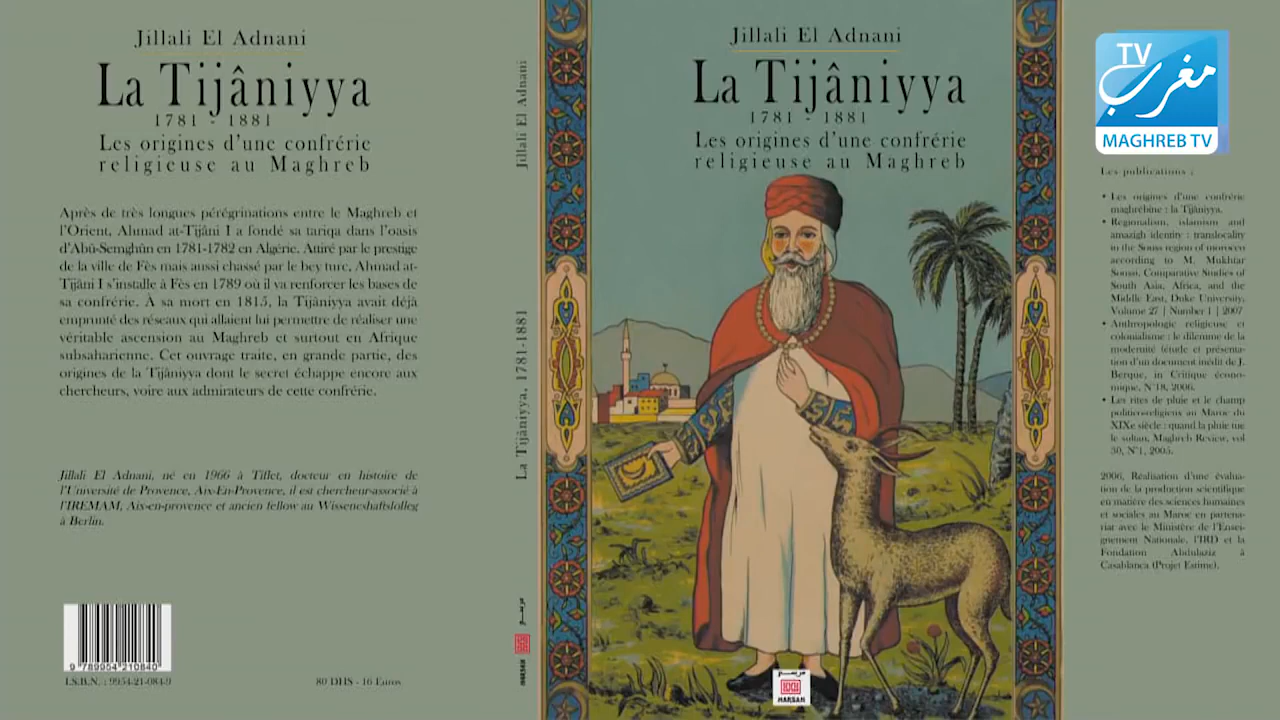 Jillali El Adnani
La Tijâniyya
1781 - 1881
Les origines d'une confrérie
religieuse au Maghreb
Après de très longues pérégrinations entre le Maghreb et
l'Orient, Ahmad at-Tijâni I a fondé sa tariqa dans l'oasis
d'Abû-Semghûn en 1781-1782 en Algérie. Attiré par le prestige
de la ville de Fès mais aussi chassé par le bey turc, Ahmad at-
Tijâni I s'installe à Fès en 1789 où il va renforcer les bases de
sa confrérie. À sa mort en 1815, la Tijâniyya avait déjà
emprunté des réseaux qui allaient lui permettre de réaliser une
véritable ascension au Maghreb et surtout en Afrique
subsaharienne. Cet ouvrage traite, en grande partie, des
origines de la Tijâniyya dont le secret échappe encore aux
chercheurs, voire aux admirateurs de cette confrérie.
Jillali El Adnani, né en 1966 à Tiflet, docteur en histoire de
l'Université de Provence, Aix-En-Provence, il est chercheur-associé à
l'IREMAM, Aix-en-provence et ancien fellow au Wissenshaftslolleg
à Berlin.
9 789954 210840
I.S.B.N. : 9954-21-084-9
80 DHS - 16 Euros
Jillali El Adnani
La Tijâniyya, 1781-1881
مرسم
MARSAM
Jillali El Adnani
La Tijâniyya
1781 - 1881
Les origines d'une confrérie
religieuse au Maghreb
مرسم
MARSAM
TV
مغرب
MAGHREB TV
Les publications :
• Les origines d'une confrérie
maghrébine : la Tijâniyya.
• Regionalism, islamism and
amazigh identity : translocality
in the Souss region of morocco
according to M. Mukhtar
Soussi, Comparative Studies of
South Asia, Africa, and the
Middle East, Duke University,
Volume 27 | Number 1 | 2007
• Anthropologie religieuse et
colonialisme : le dilemme de la
modernité (étude et présenta-
tion d'un document inédit de J.
Berque, in Critique écono-
mique, N°18, 2006.
• Les rites de pluie et le champ
politico-religieux au Maroc du
XIXe siècle : quand la pluie tue
le sultan, Maghreb Review, vol
30, N°1, 2005.
2006, Réalisation d'une évalua-
tion de la production scientifique
en matière des sciences humaines
et sociales au Maroc en partena-
riat avec le Ministère de l'Ensei-
gnement Nationale, l'IRD et la
Fondation Abdulaziz à
Casablanca (Projet Estime).